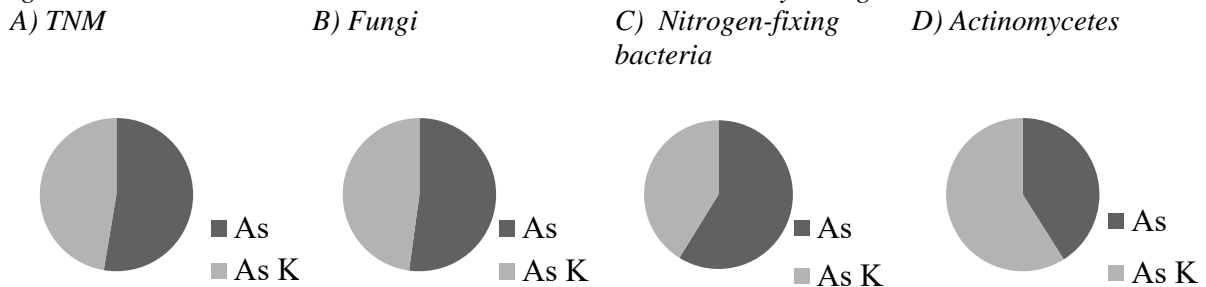 A) TNM B) Fungi C) Nitrogen-fixing D) Actinomycetes
bacteria
As As As As
As K As K As K As K